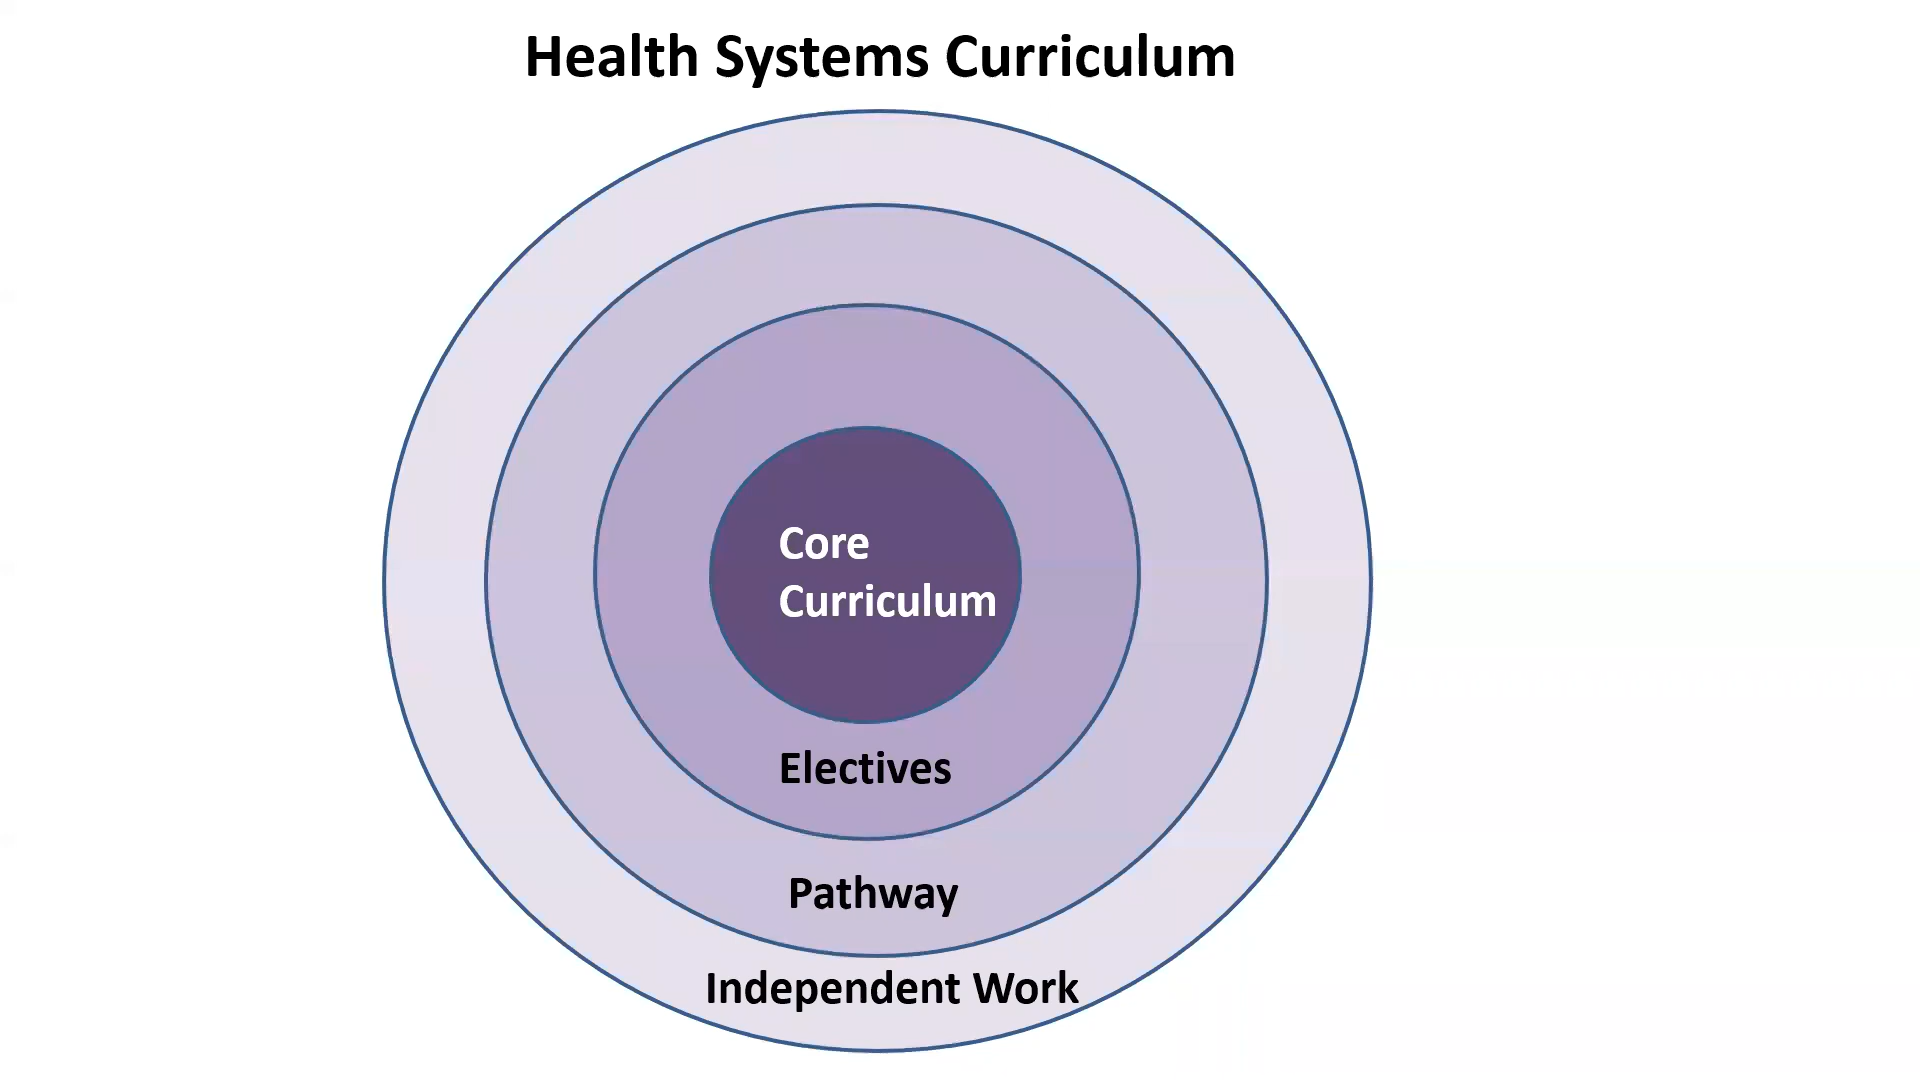 Health Systems Curriculum
Core
Curriculum
Electives
Pathway
Independent Work